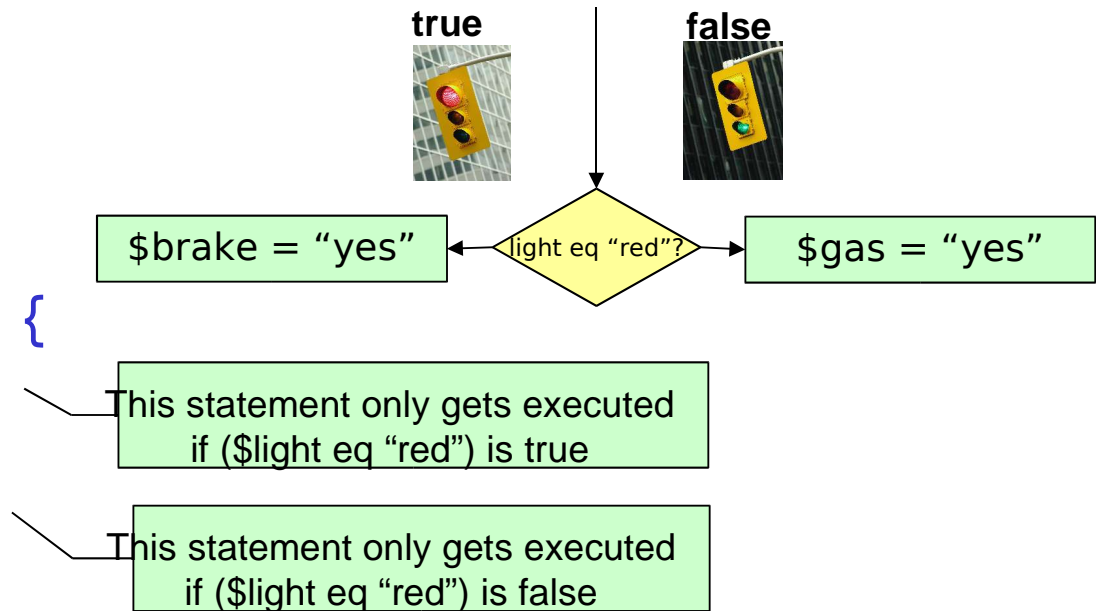 true
false
$brake = “yes”
light eq “red”?
$gas = “yes”
{
This statement only gets executed
if ($light eq “red”) is true
This statement only gets executed
if ($light eq “red”) is false